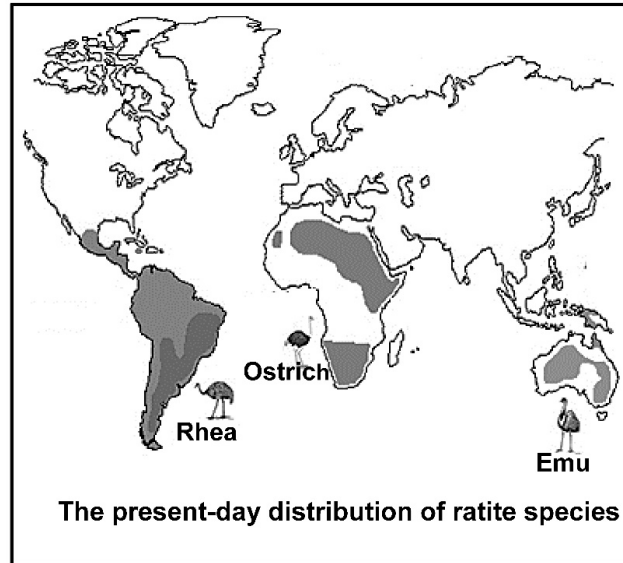 Ostrich
Rhea
Emu
The present-day distribution of ratite species